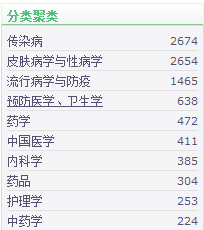 分类聚类
传染病 2674
皮肤病学与性病学 2654
流行病学与防疫 1465
预防医学、卫生学 638
药学 472
中国医学 411
内科学 385
药品 304
护理学 253
中药学 224